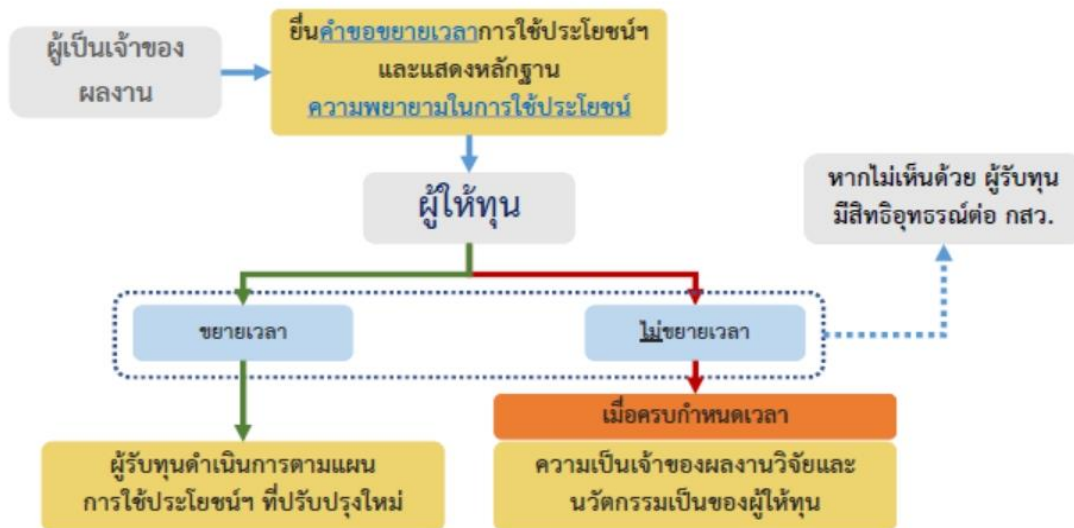 ผู้เป็นเจ้าของ
ผลงาน
ยื่นคำขอขยายเวลาการใช้ประโยชน์ฯ
และแสดงหลักฐาน
ความพยายามในการใช้ประโยชน์
ผู้ให้ทุน
หากไม่เห็นด้วย ผู้รับทุน
มีสิทธิอุทธรณ์ต่อ กสว.
ขยายเวลา
ไม่ขยายเวลา
เมื่อครบกำหนดเวลา
ผู้รับทุนดำเนินการตามแผน
การใช้ประโยชน์ฯ ที่ปรับปรุงใหม่
ความเป็นเจ้าของผลงานวิจัยและ
นวัตกรรมเป็นของผู้ให้ทุน